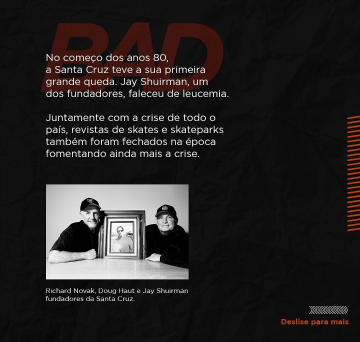 BAD
No começo dos anos 80,
a Santa Cruz teve a sua primeira
grande queda. Jay Shuirman, um
dos fundadores, faleceu de leucemia.
Juntamente com a crise de todo o
país, revistas de skates e skateparks
também foram fechados na época
fomentando ainda mais a crise.
Richard Novak, Doug Haut e Jay Shuirman
fundadores da Santa Cruz.
Deslise para mais